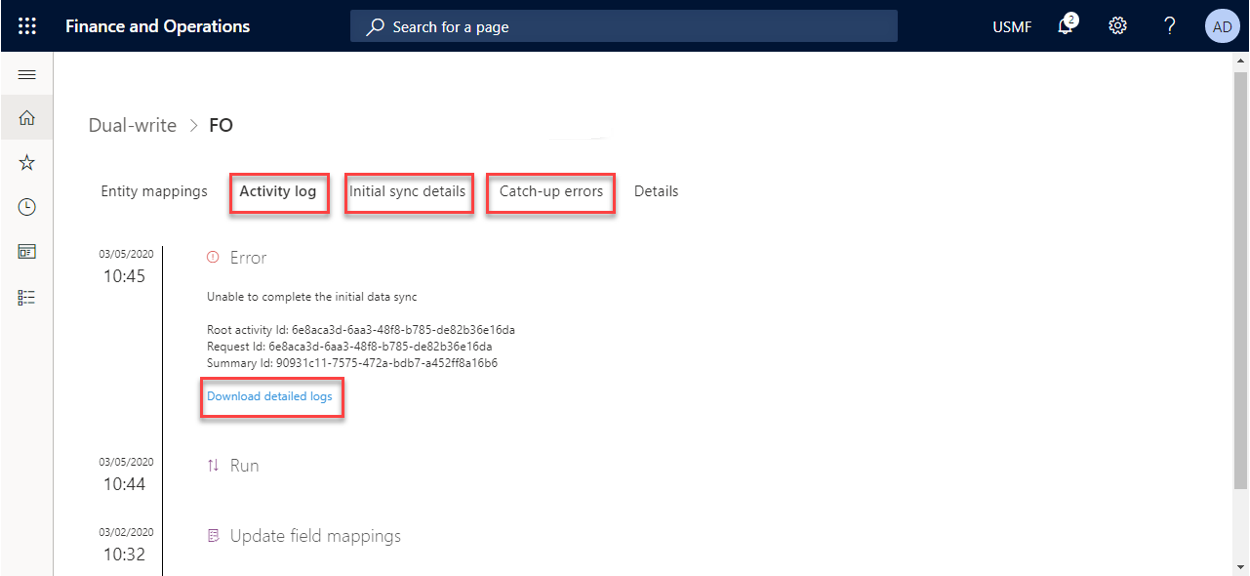 Finance and Operations
Search for a page
USMF
2
?
AD
Dual-write > FO
Entity mappings
Activity log
Initial sync details
Catch-up errors
Details
03/05/2020
10:45
Error
Unable to complete the initial data sync
Root activity Id: 6e8aca3d-6aa3-48f8-b785-de82b36e16da
Request Id: 6e8aca3d-6aa3-48f8-b785-de82b36e16da
Summary Id: 90931c11-7575-472a-bdb7-a452ff8a16b6
Download detailed logs
03/05/2020
10:44
Run
03/02/2020
10:32
Update field mappings